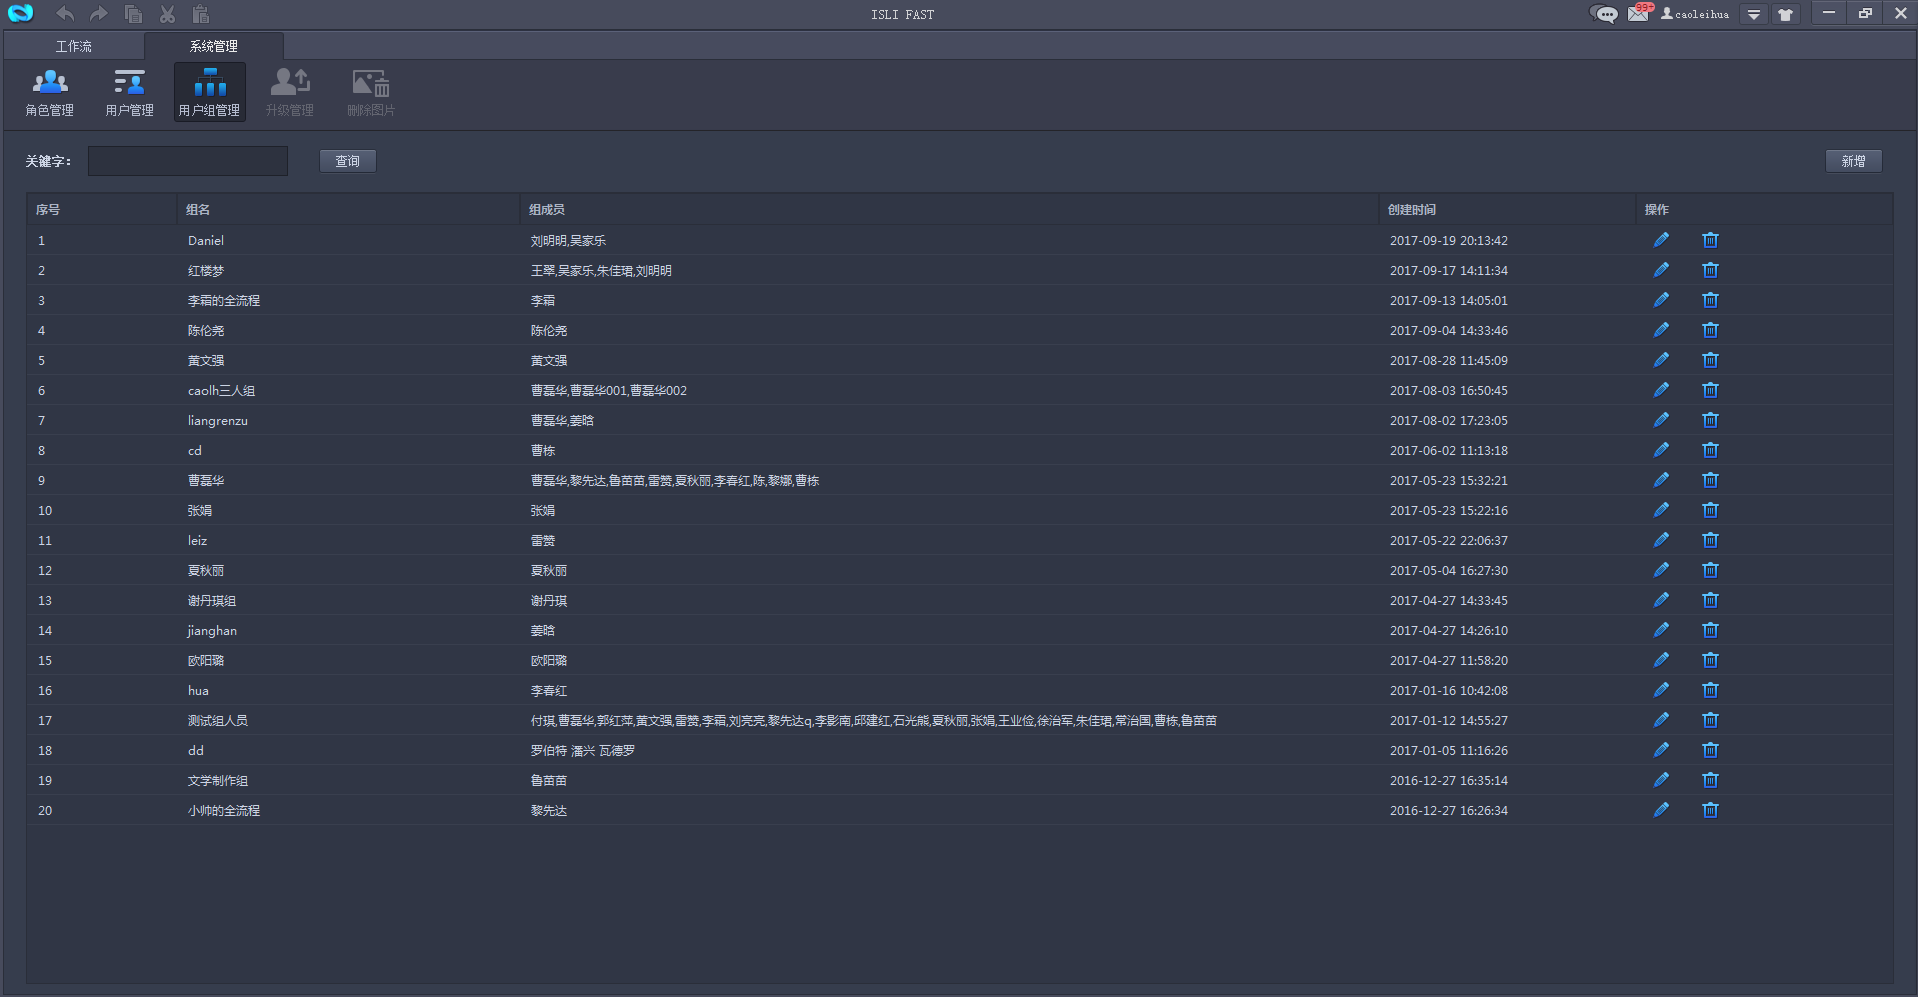 ISLI FAST
99+
caoleihua
工作流 系统管理
角色管理 用户管理 用户组管理 升级管理 删除图片
关键字： 查询 新增
序号 组名 组成员 创建时间 操作
1 Daniel 刘明明,吴家乐 2017-09-19 20:13:42
2 红楼梦 王翠,吴家乐,朱佳珺,刘明明 2017-09-17 14:11:34
3 李霜的全流程 李霜 2017-09-13 14:05:01
4 陈伦尧 陈伦尧 2017-09-04 14:33:46
5 黄文强 黄文强 2017-08-28 11:45:09
6 caolh三人组 曹磊华,曹磊华001,曹磊华002 2017-08-03 16:50:45
7 liangrenzu 曹磊华,姜晗 2017-08-02 17:23:05
8 cd 曹栋 2017-06-02 11:13:18
9 曹磊华 曹磊华,黎先达,鲁苗苗,雷赞,夏秋丽,李春红,陈,黎娜,曹栋 2017-05-23 15:32:21
10 张娟 张娟 2017-05-23 15:22:16
11 leiz 雷赞 2017-05-22 22:06:37
12 夏秋丽 夏秋丽 2017-05-04 16:27:30
13 谢丹琪组 谢丹琪 2017-04-27 14:33:45
14 jianghan 姜晗 2017-04-27 14:26:10
15 欧阳璐 欧阳璐 2017-04-27 11:58:20
16 hua 李春红 2017-01-16 10:42:08
17 测试组人员 付琪,曹磊华,郭红萍,黄文强,雷赞,李霜,刘亮亮,黎先达q,李影南,邱建红,石光熊,夏秋丽,张娟,王业俭,徐治军,朱佳珺,常治国,曹栋,鲁苗苗 2017-01-12 14:55:27
18 dd 罗伯特 潘兴 瓦德罗 2017-01-05 11:16:26
19 文学制作组 鲁苗苗 2016-12-27 16:35:14
20 小帅的全流程 黎先达 2016-12-27 16:26:34